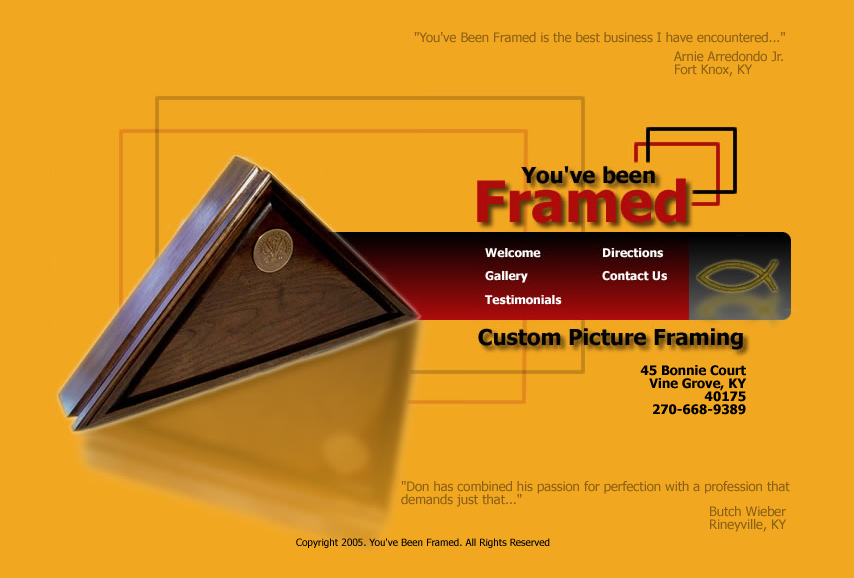 "You've Been Framed is the best business I have encountered..."
Arnie Arredondo Jr.
Fort Knox, KY
You've been
Framed
Welcome
Directions
Gallery
Contact Us
Testimonials
Custom Picture Framing
45 Bonnie Court
Vine Grove, KY
40175
270-668-9389
"Don has combined his passion for perfection with a profession that
demands just that..."
Butch Wieber
Rineyville, KY
Copyright 2005. You've Been Framed. All Rights Reserved